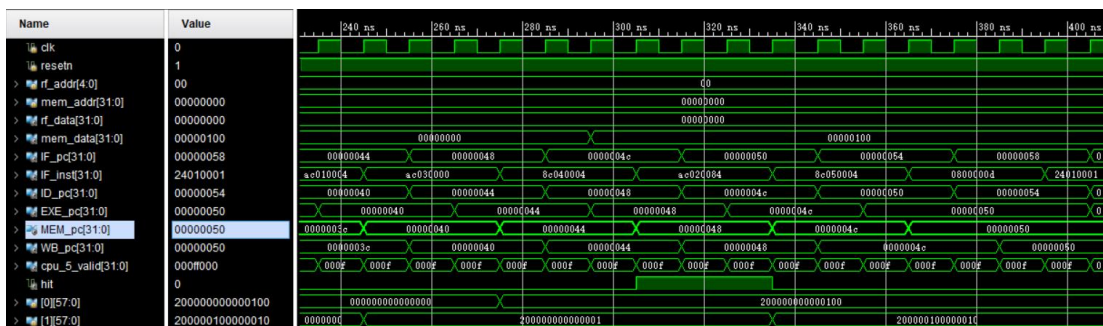 Name Value 240 ns 260 ns 280 ns 300 ns 320 ns 340 ns 360 ns 380 ns 400 ns
clk 0
resetn 1
rf_addr[4:0] 00 00
mem_addr[31:0] 00000000 00000000
rf_data[31:0] 00000000 00000000
mem_data[31:0] 00000100 00000000 00000100
IF_pc[31:0] 00000058 00000044 00000048 0000004c 00000050 00000054 00000058 0
IF_inst[31:0] 24010001 ac010004 ac030000 8c040004 ac020084 8c050004 0800000d 24010001
ID_pc[31:0] 00000054 00000040 00000044 00000048 0000004c 00000050 00000054 0
EXE_pc[31:0] 00000050 00000040 00000044 00000048 0000004c 00000050 0
MEM_pc[31:0] 00000050 0000003c 00000040 00000044 00000048 0000004c 00000050
WB_pc[31:0] 00000050 0000003c 00000040 00000044 00000048 0000004c 00000050
cpu_5_valid[31:0] 000ff000 000f 000f 000f 000f 000f 000f 000f 000f 000f 000f 000f 000f 000f 000f 000f 000f 000f 0
hit 0
[0][57:0] 200000000000100 000000000000000 200000000000100
[1][57:0] 200000100000010 0000000 200000000000001 200000100000010